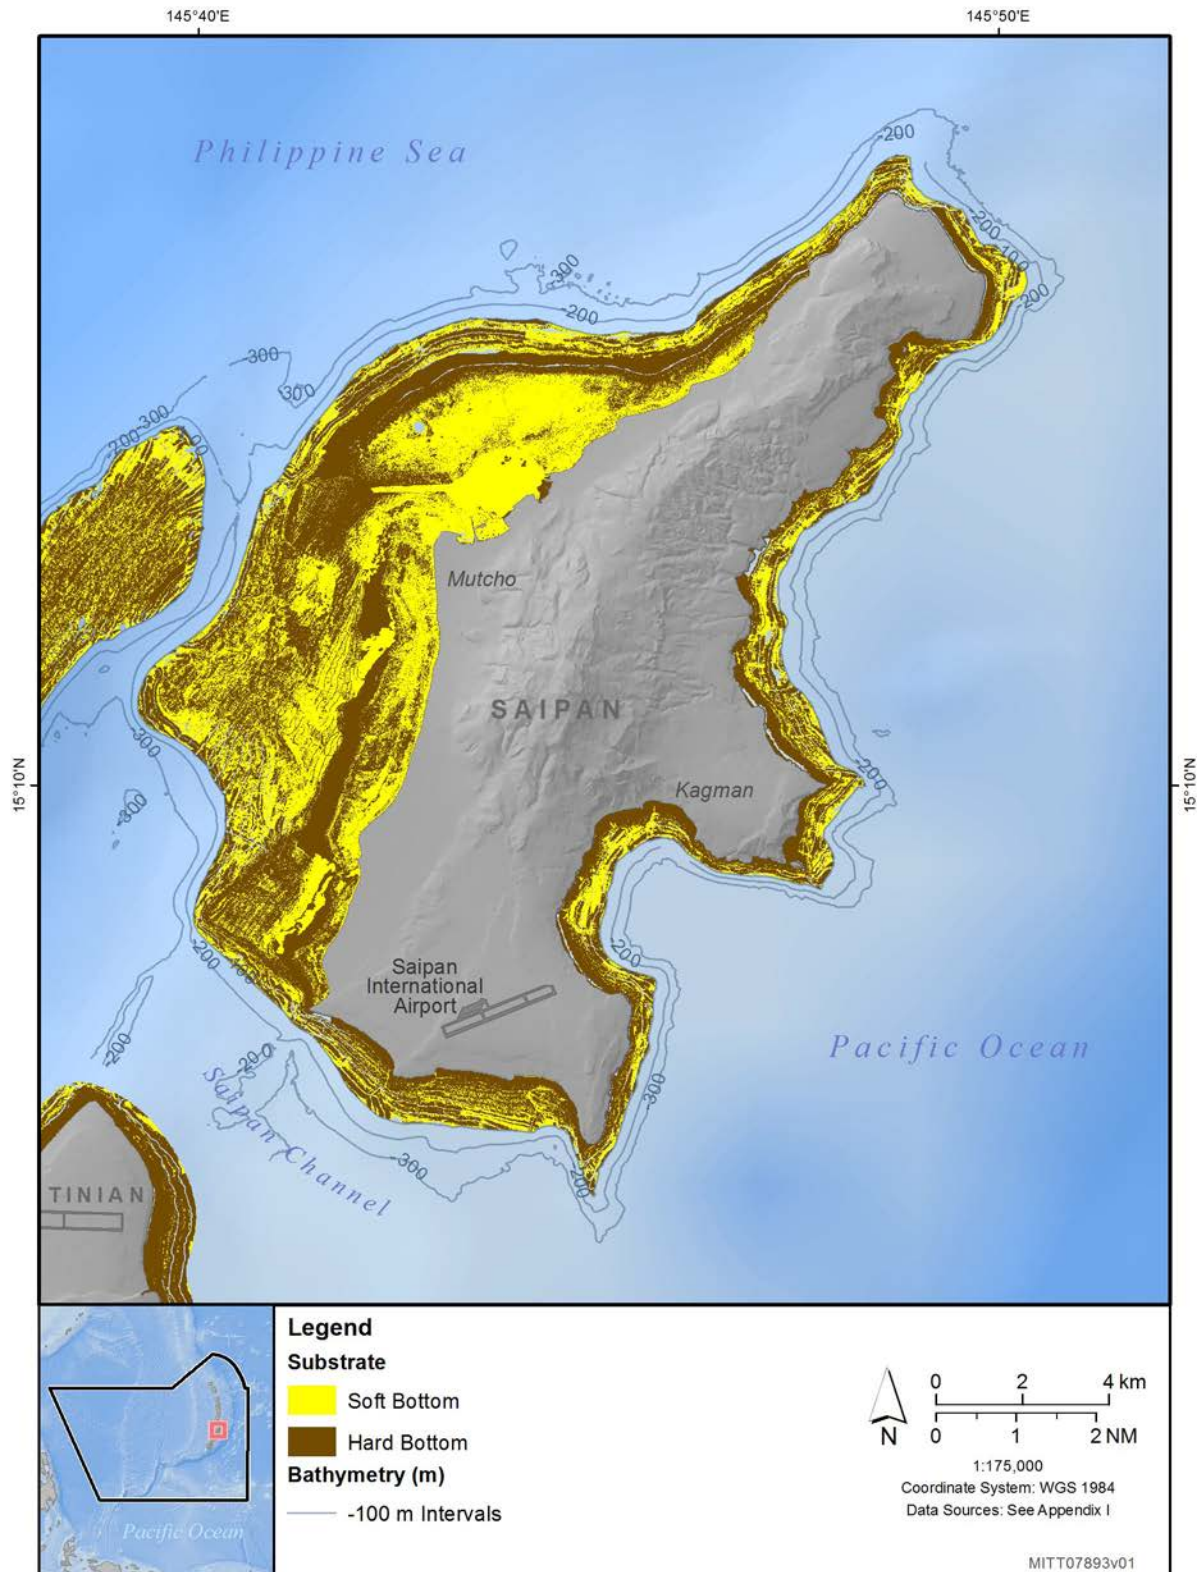 145°40'E
145°50'E
Philippine Sea
-200
-200
-100
-200
-300
-200
-300
-300
-300
-200
Mutcho
SAIPAN
-300
-200
15°10'N
15°10'N
Kagman
-300
-200
-200
-100
Saipan
International
Airport
Pacific Ocean
-200
-20-0
-300
Saipan Channel
-300
-200
TINIAN
Legend
Substrate
Soft Bottom
Hard Bottom
Bathymetry (m)
-100 m Intervals
Pacific Ocean
0 2 4 km
N
0 1 2 NM
1:175,000
Coordinate System: WGS 1984
Data Sources: See Appendix I
MITT07893v01